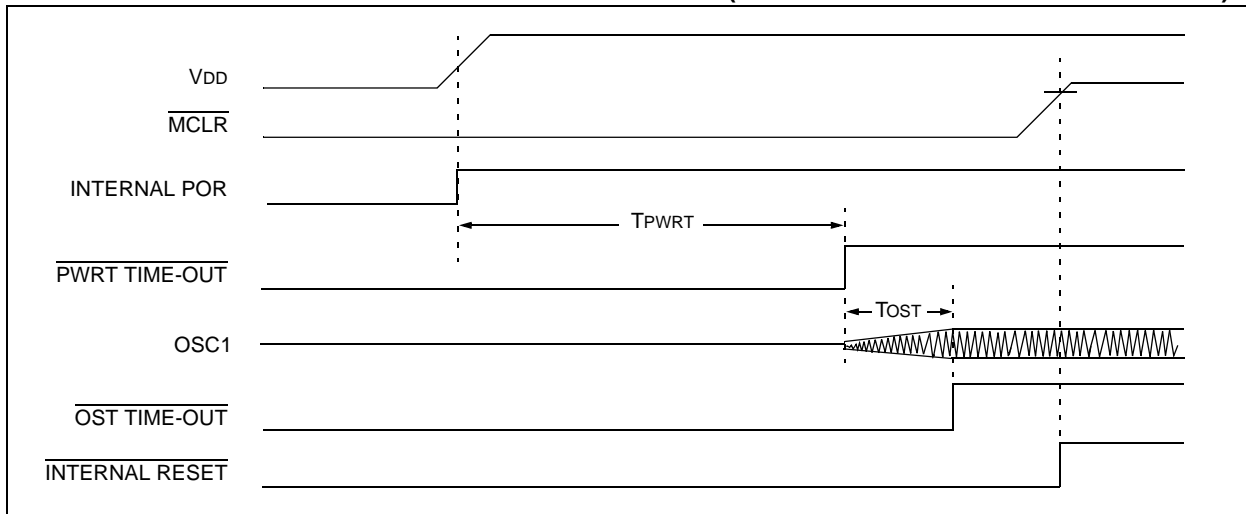 VDD
MCLR
INTERNAL POR
TPWRT
PWRT TIME-OUT
TOST
OSC1
OST TIME-OUT
INTERNAL RESET